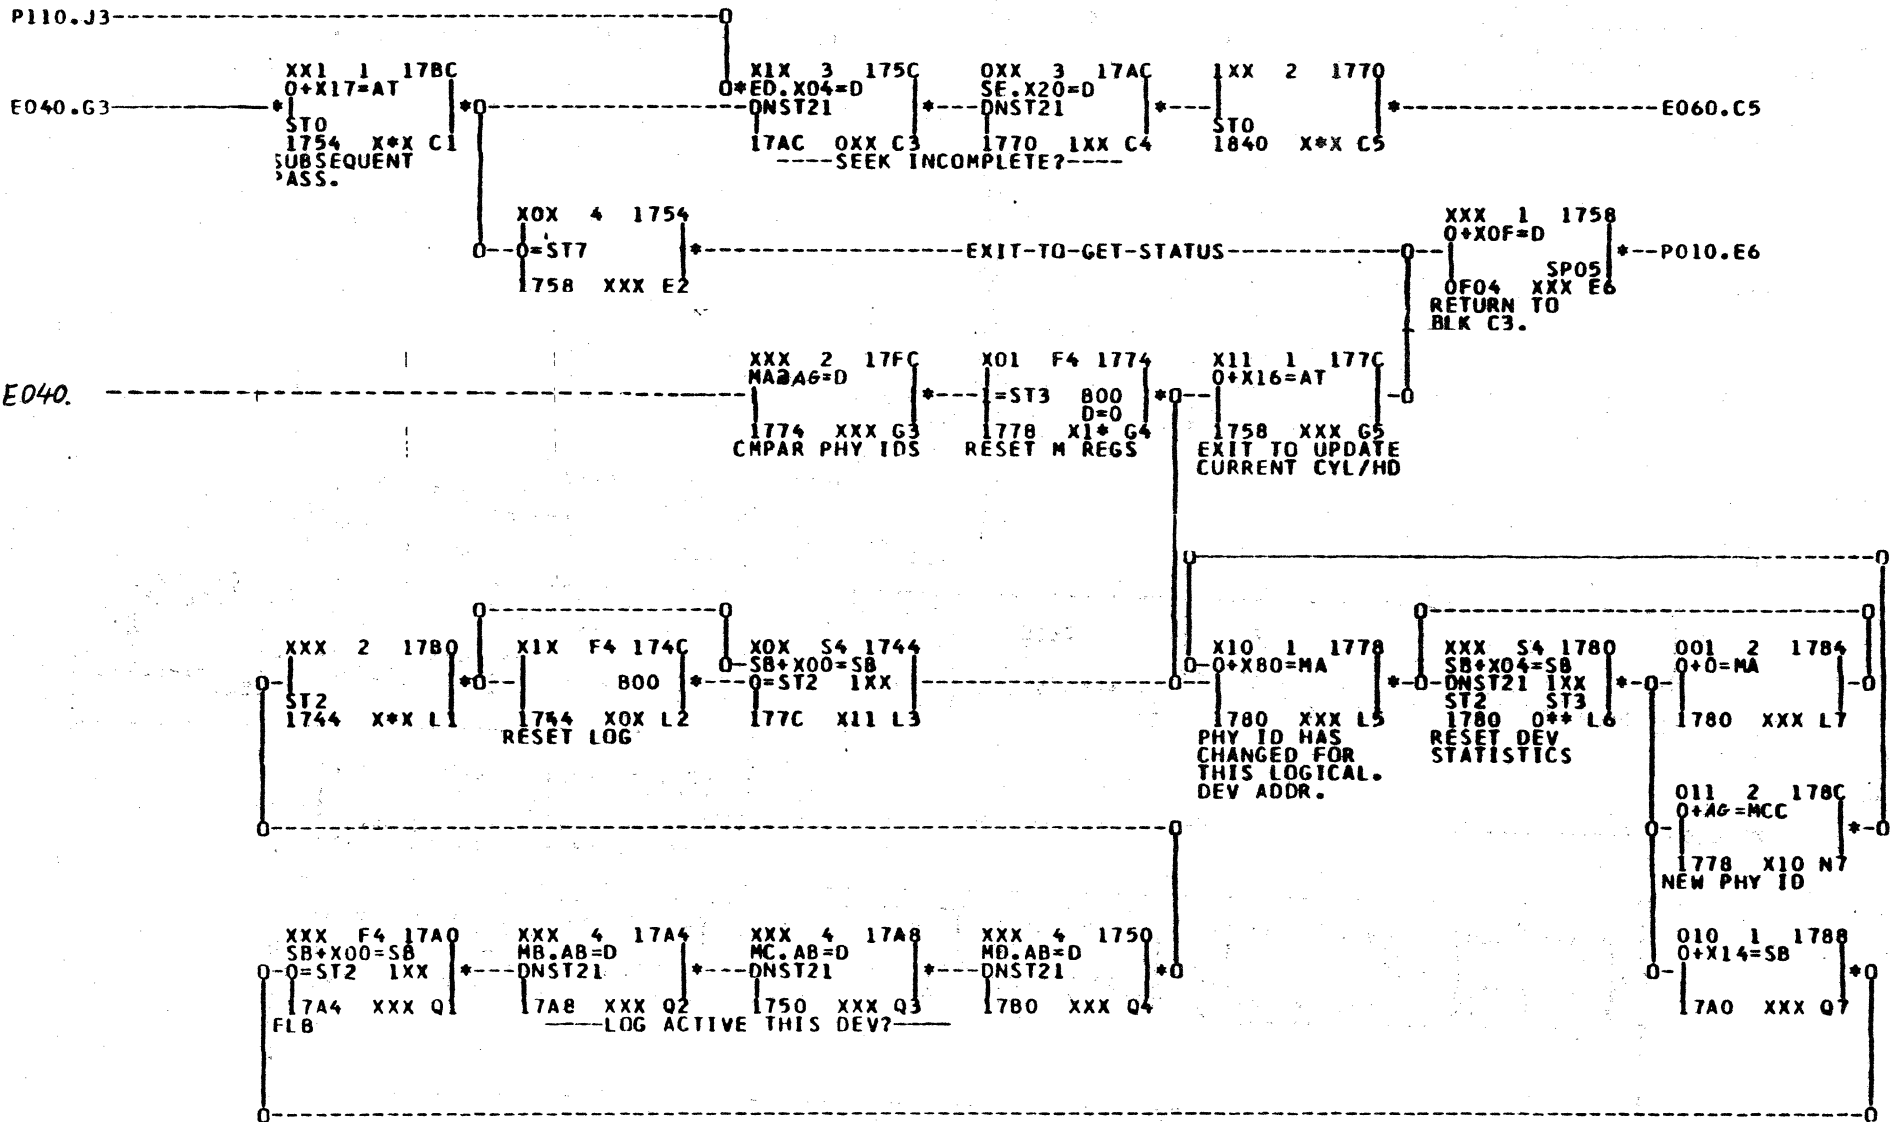 P110.J3
XX1 1 17BC X1X 3 175C 0XX 3 17AC 1XX 2 1770
0+X17=AT ED.X04=D SE.X20=D
E040.G3 DNST21 DNST21 E060.C5
ST0 ST0
1754 X*X C1 17AC 0XX C3 1770 1XX C4 1840 X*X C5
SUBSEQUENT ----SEEK INCOMPLETE?----
PASS.
X0X 4 1754 XXX 1 1758
0+X0F=D
0=ST7 EXIT-TO-GET-STATUS P010.E6
SP05
1758 XXX E2 0F04 XXX E6
RETURN TO
BLK C3.
XXX 2 17FC X01 F4 1774 X11 1 177C
MAƏAG=D 0+X16=AT
E040. 1=ST3 B00
D=0
1774 XXX G3 1778 X1* G4 1758 XXX G5
CMPAR PHY IDS RESET M REGS EXIT TO UPDATE
CURRENT CYL/HD
XXX 2 17B0 X1X F4 174C X0X S4 1744 X10 1 1778 XXX S4 1780 001 2 1784
SB+X00=SB 0+X80=MA SB+X04=SB 0+0=MA
B00 0=ST2 1XX DNST21 1XX
ST2 ST2 ST3
1744 X*X L1 1744 X0X L2 177C X11 L3 1780 XXX L5 1780 0** L6 1780 XXX L7
RESET LOG PHY ID HAS RESET DEV
CHANGED FOR STATISTICS
THIS LOGICAL.
DEV ADDR.
011 2 178C
0+AG=MCC
1778 X10 N7
NEW PHY ID
XXX F4 17A0 XXX 4 17A4 XXX 4 17A8 XXX 4 1750 010 1 1788
SB+X00=SB MB.AB=D MC.AB=D MD.AB=D 0+X14=SB
0=ST2 1XX DNST21 DNST21 DNST21
17A4 XXX Q1 17A8 XXX Q2 1750 XXX Q3 17B0 XXX Q4 17A0 XXX Q7
FLB ----LOG ACTIVE THIS DEV?----